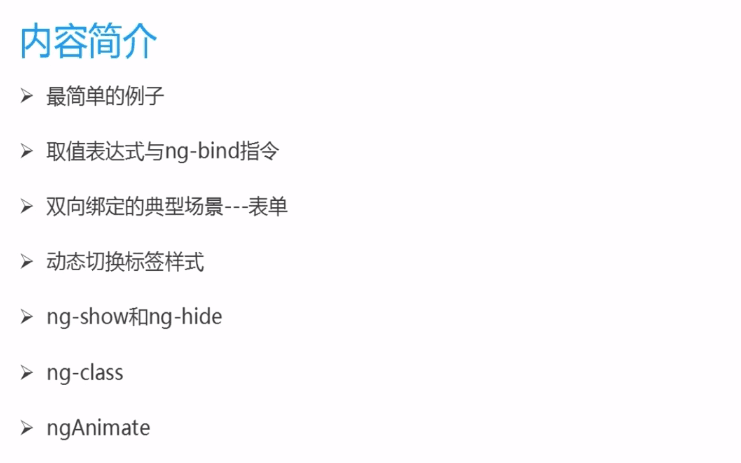 内容简介
➢ 最简单的例子
➢ 取值表达式与ng-bind指令
➢ 双向绑定的典型场景---表单
➢ 动态切换标签样式
➢ ng-show和ng-hide
➢ ng-class
➢ ngAnimate